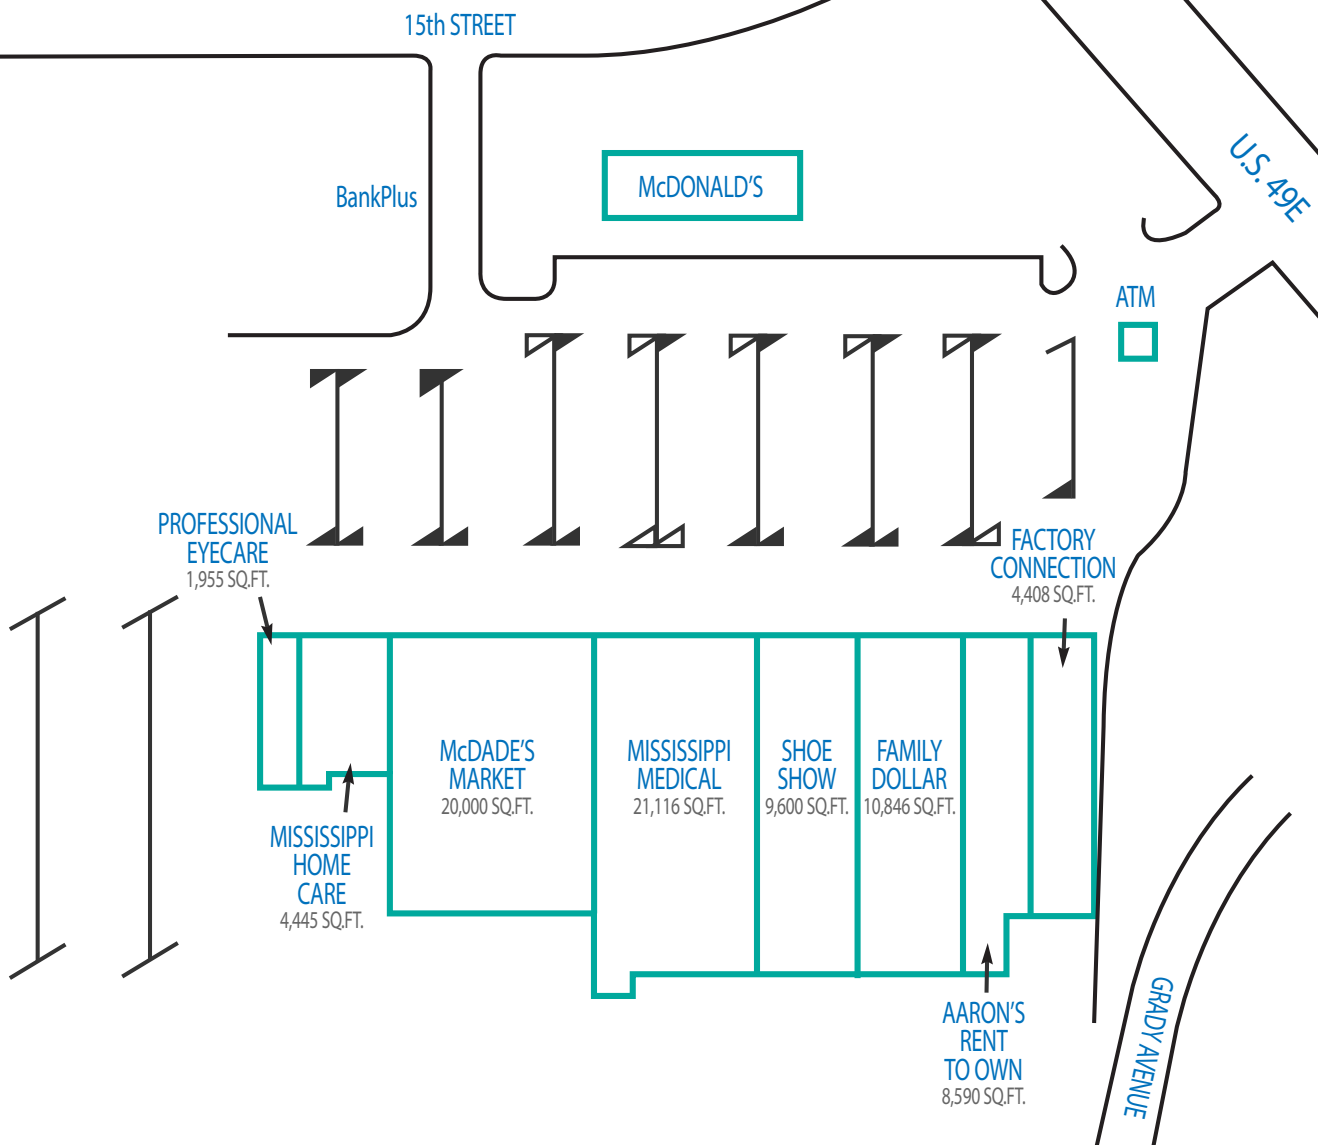 15th STREET
BankPlus
McDONALD'S
U.S. 49E
ATM
PROFESSIONAL
EYECARE
1,955 SQ.FT.
FACTORY
CONNECTION
4,408 SQ.FT.
McDADE'S
MARKET
20,000 SQ.FT.
MISSISSIPPI
MEDICAL
21,116 SQ.FT.
SHOE
SHOW
9,600 SQ.FT.
FAMILY
DOLLAR
10,846 SQ.FT.
MISSISSIPPI
HOME
CARE
4,445 SQ.FT.
AARON'S
RENT
TO OWN
8,590 SQ.FT.
GRADY AVENUE